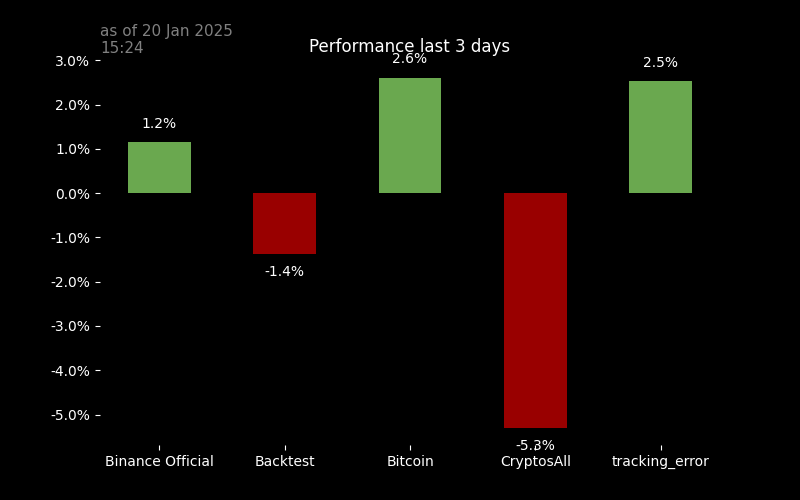 as of 20 Jan 2025
15:24
Performance last 3 days
3.0%
2.0%
1.0%
0.0%
-1.0%
-2.0%
-3.0%
-4.0%
-5.0%
1.2%
-1.4%
2.6%
-5.3%
2.5%
Binance Official
Backtest
Bitcoin
CryptosAll
tracking_error